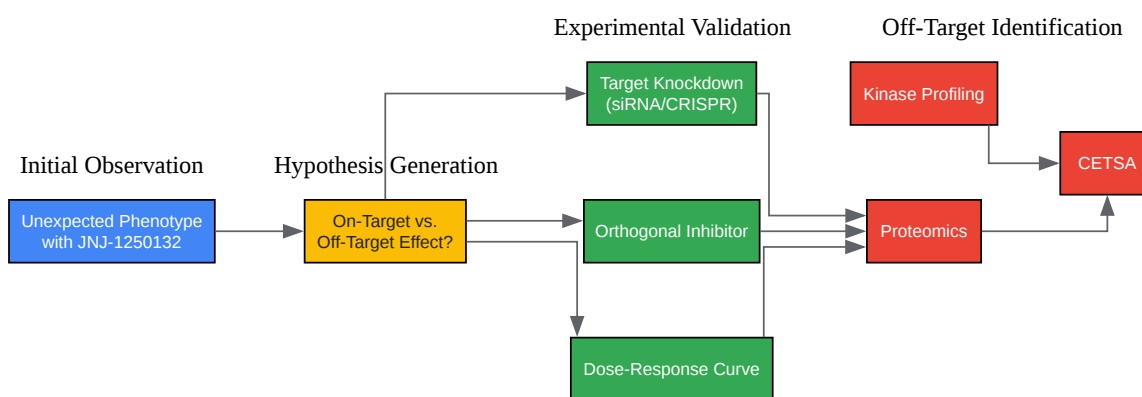 Experimental Validation
Off-Target Identification
Target Knockdown
(siRNA/CRISPR)
Kinase Profiling
Initial Observation
Hypothesis Generation
CETSA
Unexpected Phenotype
with JNJ-1250132
On-Target vs.
Off-Target Effect?
Orthogonal Inhibitor
Proteomics
Dose-Response Curve